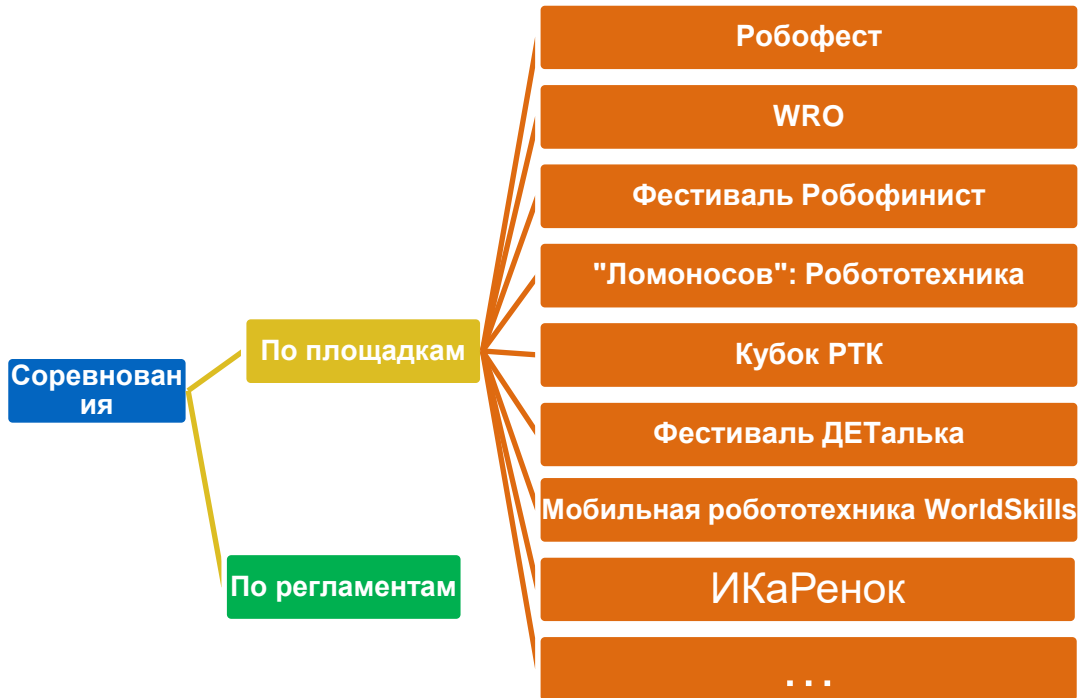 Соревнован
ия
По площадкам
По регламентам
Робофест
WRO
Фестиваль Робофинист
"Ломоносов": Робототехника
Кубок РТК
Фестиваль ДЕТалька
Мобильная робототехника WorldSkills
ИКаРенок
. . .